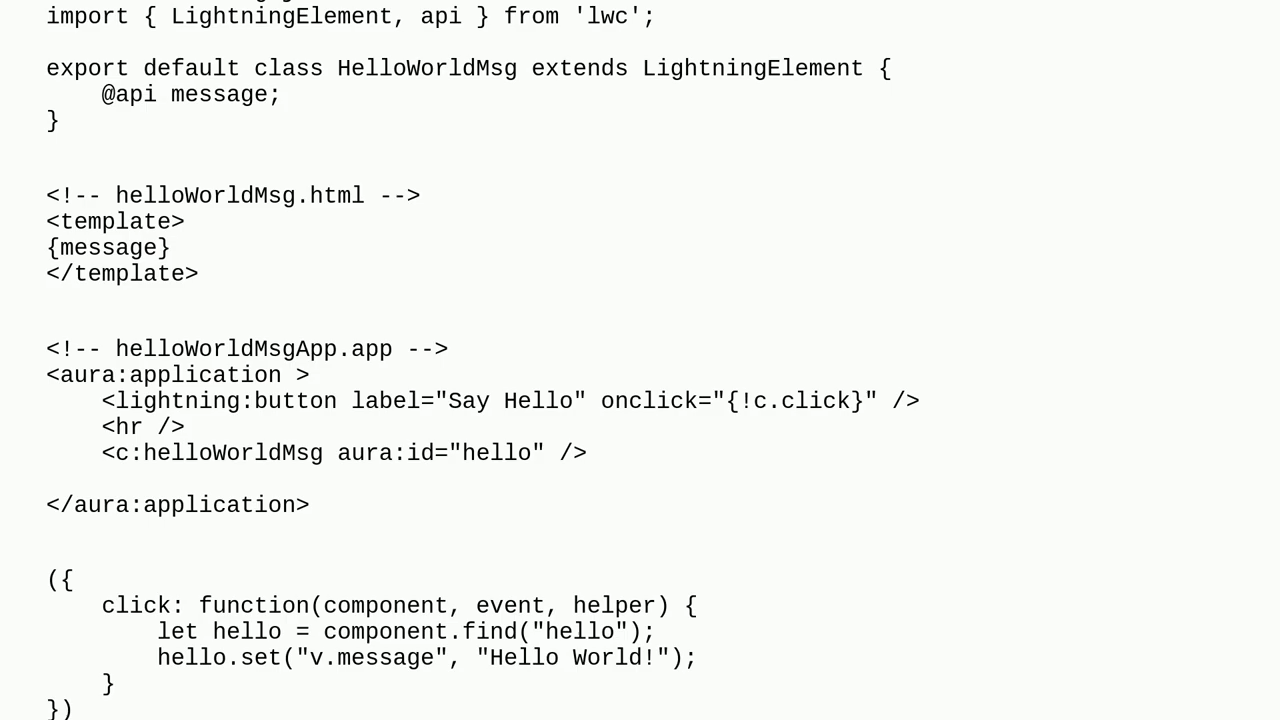 import { LightningElement, api } from 'lwc';
export default class HelloWorldMsg extends LightningElement {
    @api message;
}
<!-- helloWorldMsg.html -->
<template>
{message}
</template>
<!-- helloWorldMsgApp.app -->
<aura:application >
    <lightning:button label="Say Hello" onclick="{!c.click}" />
    <hr />
    <c:helloWorldMsg aura:id="hello" />
</aura:application>
({
    click: function(component, event, helper) {
        let hello = component.find("hello");
        hello.set("v.message", "Hello World!");
    }
})